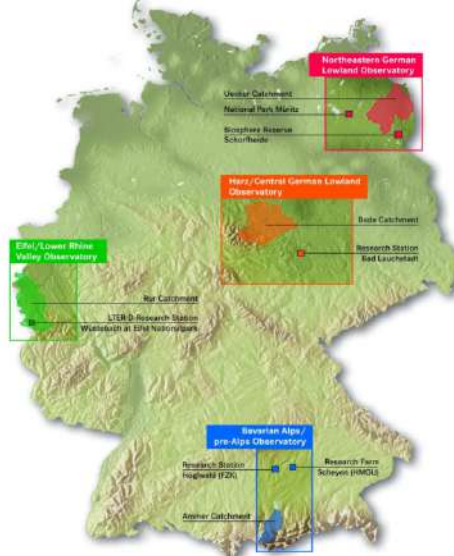 Northeastern German
Lowland Observatory
Uecker Catchment
National Park Müritz
Biosphere Reserve
Schorfheide
Harz/Central German Lowland
Observatory
Bode Catchment
Research Station
Bad Lauchstädt
Eifel/Lower Rhine
Valley Observatory
Rur Catchment
LTER-D-Research Station
Wüstebach at Eifel Nationalpark
Bavarian Alps/
pre-Alps Observatory
Research Station
Höglwald (FZK)
Research Farm
Scheyern (HMGU)
Ammer Catchment